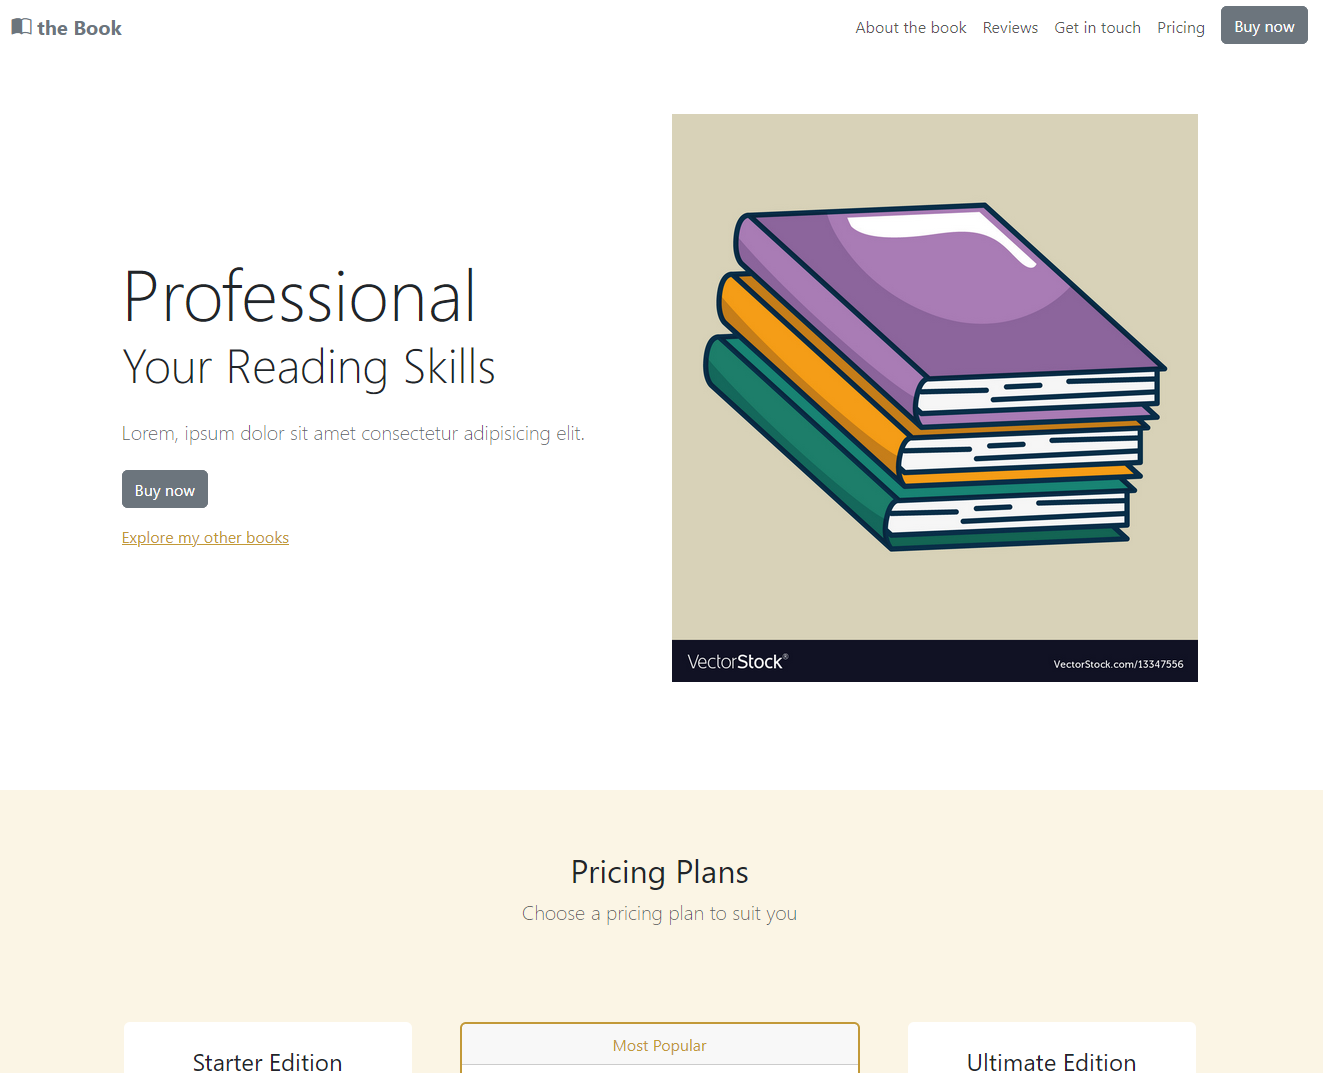 the Book
About the book Reviews Get in touch Pricing Buy now
Professional
Your Reading Skills
Lorem, ipsum dolor sit amet consectetur adipisicing elit.
Buy now
Explore my other books
VectorStock® VectorStock.com/13347556
Pricing Plans
Choose a pricing plan to suit you
Starter Edition
Most Popular
Ultimate Edition